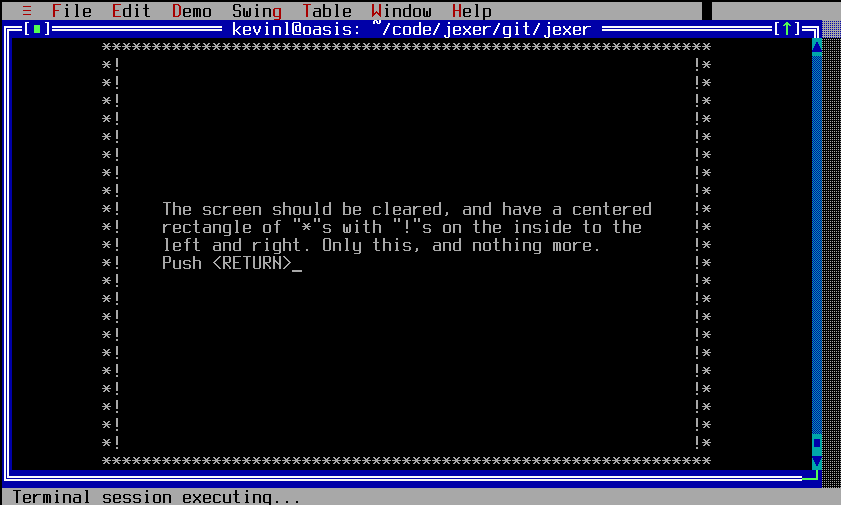 ≡ File Edit Demo Swing Table Window Help
[■] kevinl@oasis: ~/code/jexer/git/jexer [↑]
*************************************************************
*!                                                         !*
*!                                                         !*
*!                                                         !*
*!                                                         !*
*!                                                         !*
*!                                                         !*
*!                                                         !*
*!                                                         !*
*!    The screen should be cleared, and have a centered    !*
*!    rectangle of "*"s with "!"s on the inside to the     !*
*!    left and right. Only this, and nothing more.         !*
*!    Push <RETURN>_                                       !*
*!                                                         !*
*!                                                         !*
*!                                                         !*
*!                                                         !*
*!                                                         !*
*!                                                         !*
*!                                                         !*
*!                                                         !*
*!                                                         !*
*!                                                         !*
*************************************************************
Terminal session executing...